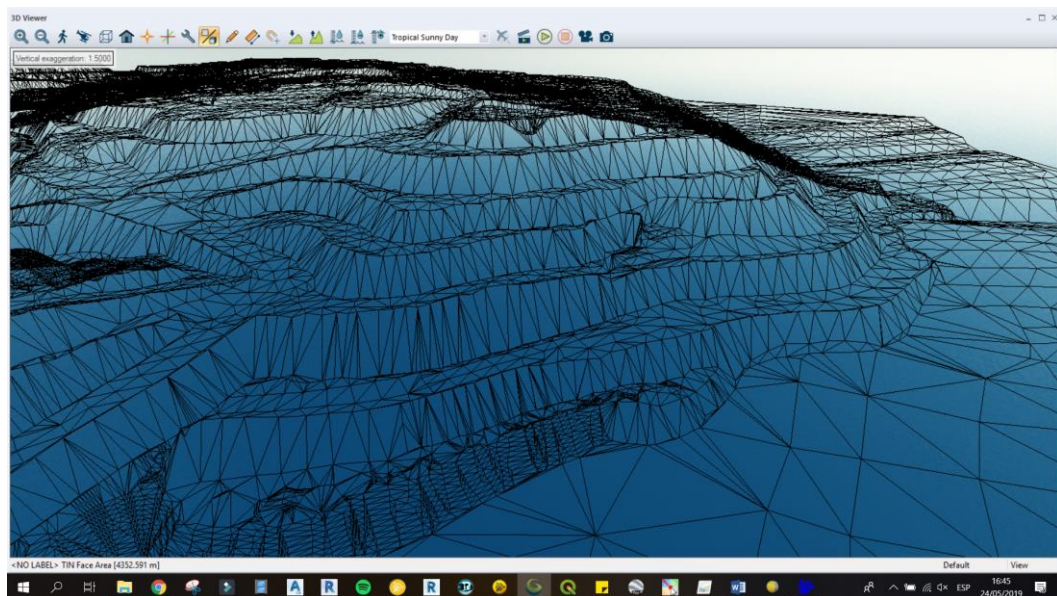 3D Viewer
Tropical Sunny Day
Vertical exaggeration: 1.5000
<NO LABEL> TIN Face Area [4352.591 m]
Default
View
A
R
R
W
ESP
16:45
24/05/2019